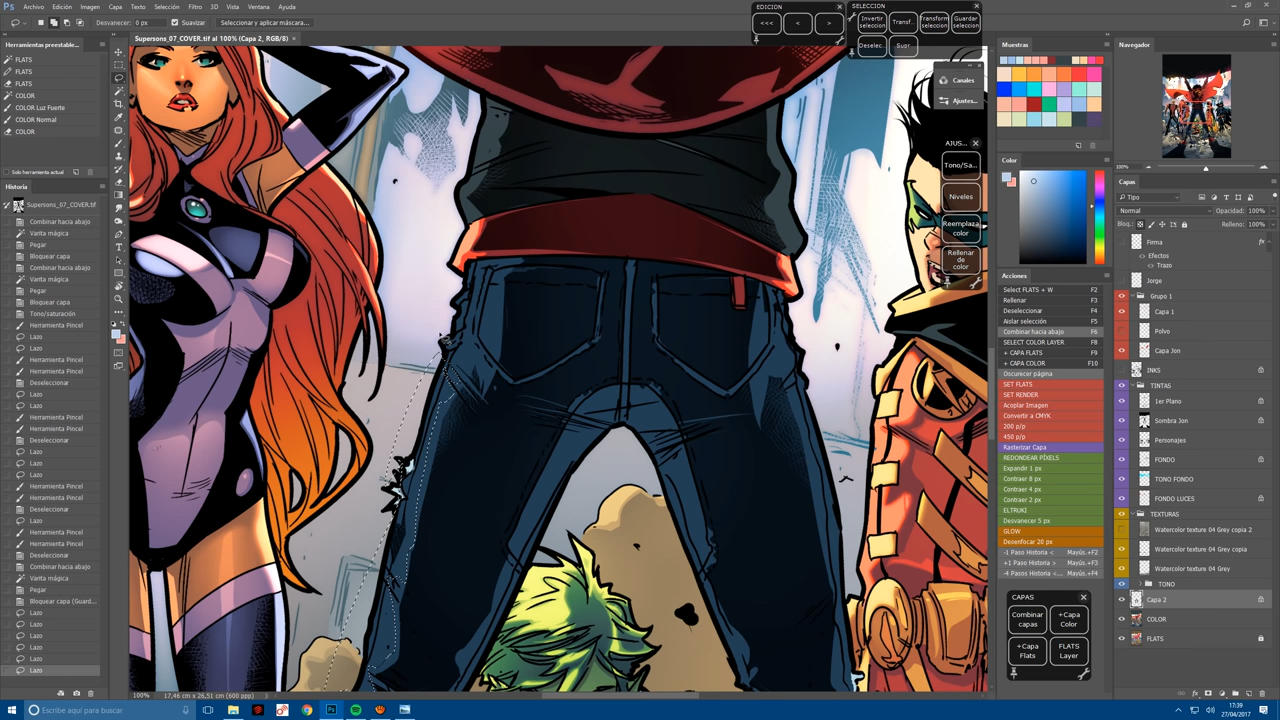 Ps Archivo Edición Imagen Capa Texto Selección Filtro 3D Vista Ventana Ayuda
Desvanecer: 0 px Suavizar Seleccionar y aplicar máscara...
Supersons_07_COVER.tif al 100% (Capa 2, RGB/8) ×
Herramientas preestable...
FLATS
FLATS
FLATS
COLOR
COLOR Luz Fuerte
COLOR Normal
COLOR
Solo herramienta actual
Historia
Supersons_07_COVER.tif
Combinar hacia abajo
Varita mágica
Pegar
Bloquear capa
Combinar hacia abajo
Varita mágica
Pegar
Bloquear capa
Tono/saturación
Herramienta Pincel
Lazo
Lazo
Herramienta Pincel
Herramienta Pincel
Deseleccionar
Lazo
Lazo
Herramienta Pincel
Herramienta Pincel
Deseleccionar
Lazo
Lazo
Lazo
Herramienta Pincel
Herramienta Pincel
Deseleccionar
Lazo
Herramienta Pincel
Herramienta Pincel
Deseleccionar
Combinar hacia abajo
Varita mágica
Pegar
Bloquear capa (Guard...
Lazo
Lazo
Lazo
Lazo
Lazo
Lazo
EDICION
<<< < >
SELECCION
Invertir seleccion
Transf...
Transform seleccion
Guardar seleccion
Deselec...
Suor
Canales
Ajustes...
AJUS...
Tono/Sa...
Niveles
Reemplaza color
Rellenar de color
Muestras
Color
Acciones
Select FLATS + W F2
Rellenar F3
Deseleccionar F4
Aislar selección F5
Combinar hacia abajo F6
SELECT COLOR LAYER F8
+ CAPA FLATS F9
+ CAPA COLOR F10
Oscurecer página
SET FLATS
SET RENDER
Acoplar Imagen
Convertir a CMYK
200 p/p
450 p/p
Rasterizar Capa
REDONDEAR PÍXELS
Expandir 1 px
Contraer 8 px
Contraer 4 px
Contraer 2 px
ELTRUKI
Desvanecer 5 px
GLOW
Desenfocar 20 px
-1 Paso Historia < Mayús.+F2
+1 Paso Historia > Mayús.+F3
-4 Pasos Historia <... Mayús.+F4
CAPAS
Combinar capas
+Capa Color
+Capa Flats
FLATS Layer
Navegador
100%
Capas
Tipo
Normal Opacidad: 100%
Bloq.: Relleno: 100%
Firma fx
Efectos
Trazo
Jorge
Grupo 1
Capa 1
Polvo
Capa Jon
INKS
TINTAS
1er Plano
Sombra Jon
Personajes
FONDO
TONO FONDO
FONDO LUCES
TEXTURAS
Watercolor texture 04 Grey copia 2
Watercolor texture 04 Grey copia
Watercolor texture 04 Grey
TONO
Capa 2
COLOR
FLATS
100% 17,46 cm x 26,51 cm (600 ppp)
Escribe aquí para buscar
17:39
27/04/2017